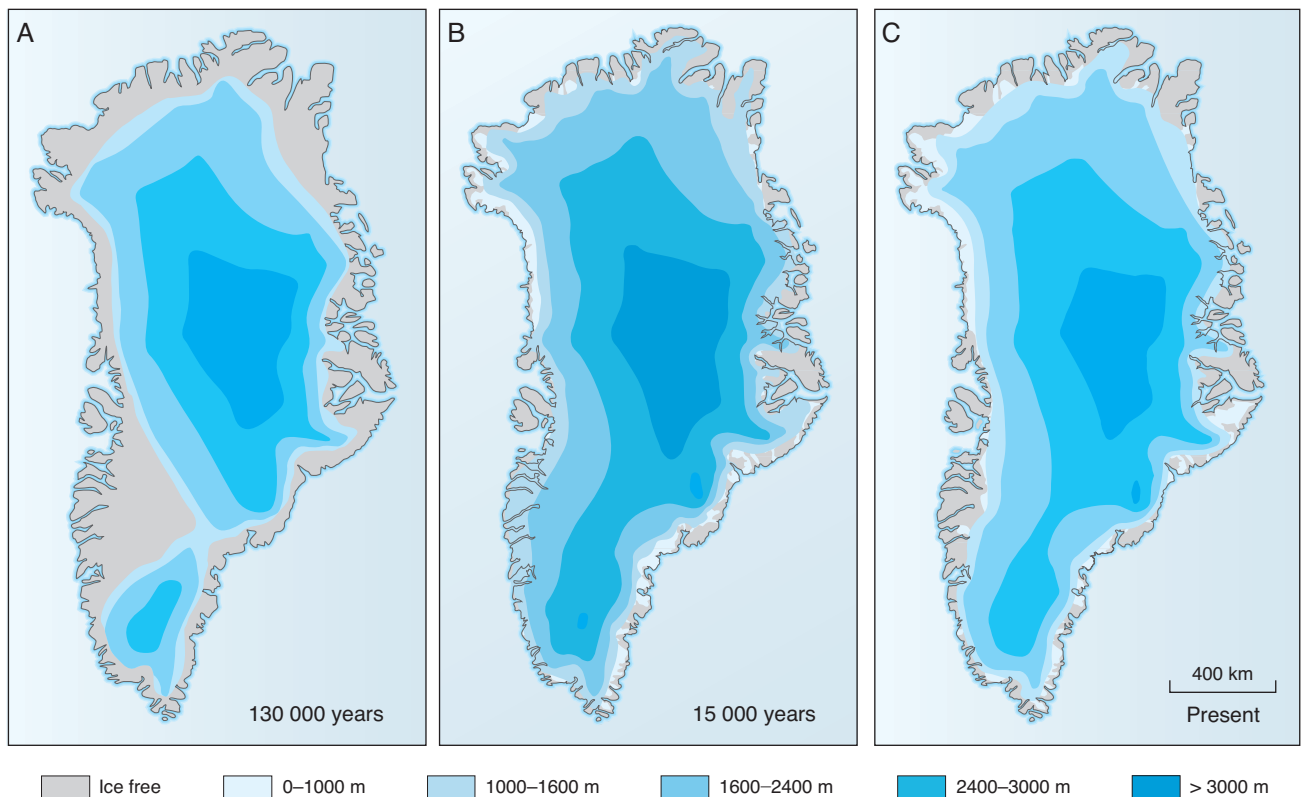 A
B
C
130 000 years
15 000 years
400 km
Present
Ice free
0–1000 m
1000–1600 m
1600–2400 m
2400–3000 m
> 3000 m